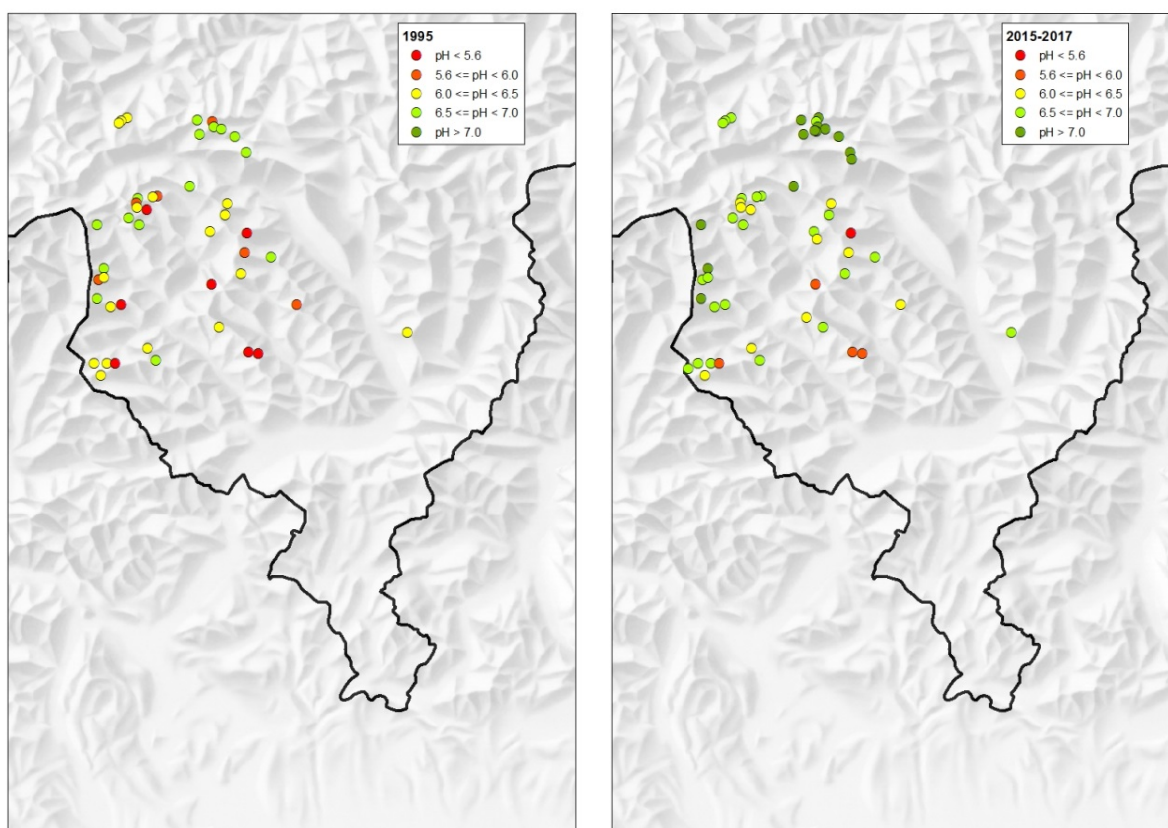 1995
pH < 5.6
5.6 <= pH < 6.0
6.0 <= pH < 6.5
6.5 <= pH < 7.0
pH > 7.0
2015-2017
pH < 5.6
5.6 <= pH < 6.0
6.0 <= pH < 6.5
6.5 <= pH < 7.0
pH > 7.0